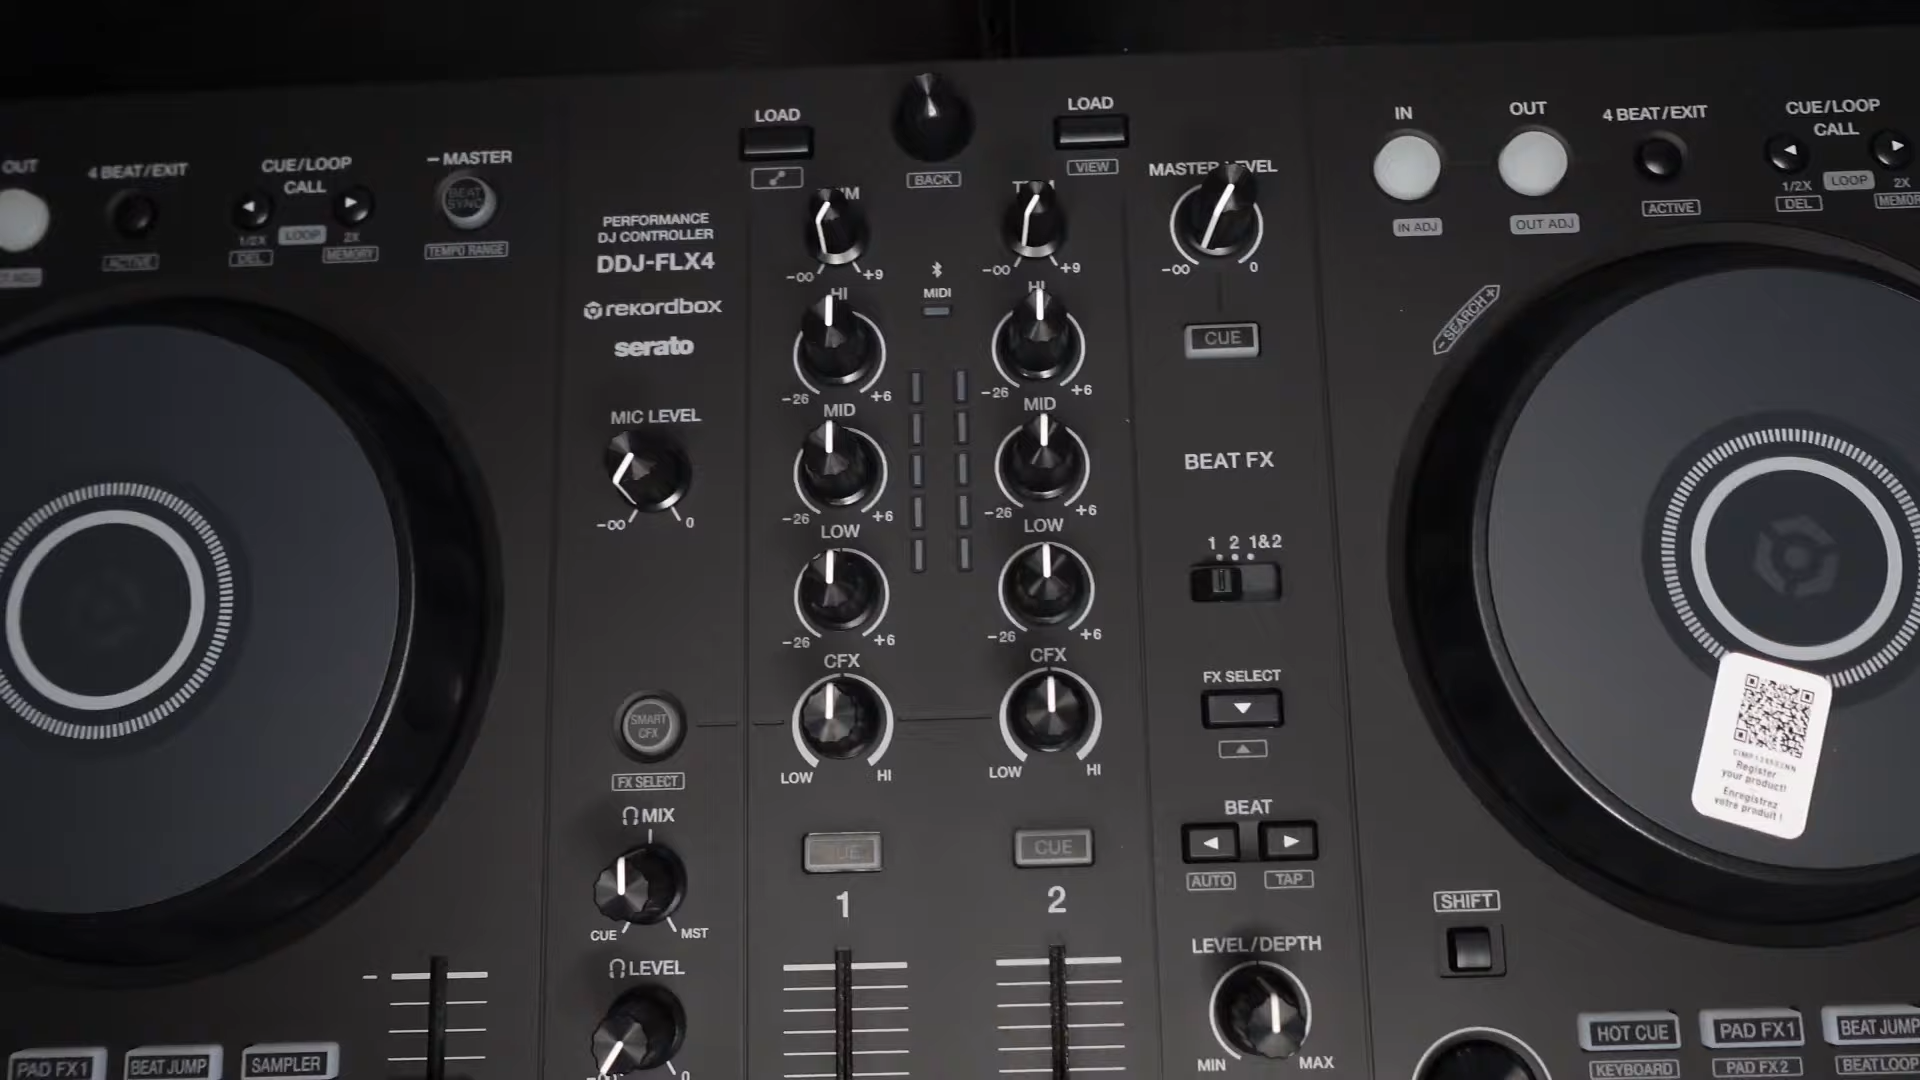 OUT
4 BEAT/EXIT
CUE/LOOP
CALL
1/2X
LOOP
2X
ACTIVE
DEL
MEMORY
– MASTER
BEAT
SYNC
TEMPO RANGE
PERFORMANCE
DJ CONTROLLER
DDJ-FLX4
rekordbox
serato
MIC LEVEL
-∞ 0
SMART
CFX
FX SELECT
MIX
CUE MST
LEVEL
-∞ 0
PAD FX1
BEAT JUMP
SAMPLER
LOAD
BACK
LOAD
VIEW
-∞ +9
-∞ +9
HI
HI
MIDI
-26 +6
-26 +6
MID
MID
-26 +6
-26 +6
LOW
LOW
-26 +6
-26 +6
CFX
CFX
LOW HI
LOW HI
CUE
CUE
1
2
MASTER LEVEL
-∞ 0
CUE
BEAT FX
1 2 1&2
FX SELECT
BEAT
AUTO
TAP
LEVEL/DEPTH
MIN MAX
IN
OUT
4 BEAT/EXIT
CUE/LOOP
CALL
IN ADJ
OUT ADJ
ACTIVE
1/2X
LOOP
2X
DEL
– SEARCH +
Register
your product!
Enregistrez
votre produit !
SHIFT
HOT CUE
PAD FX1
BEAT JUMP
KEYBOARD
PAD FX2